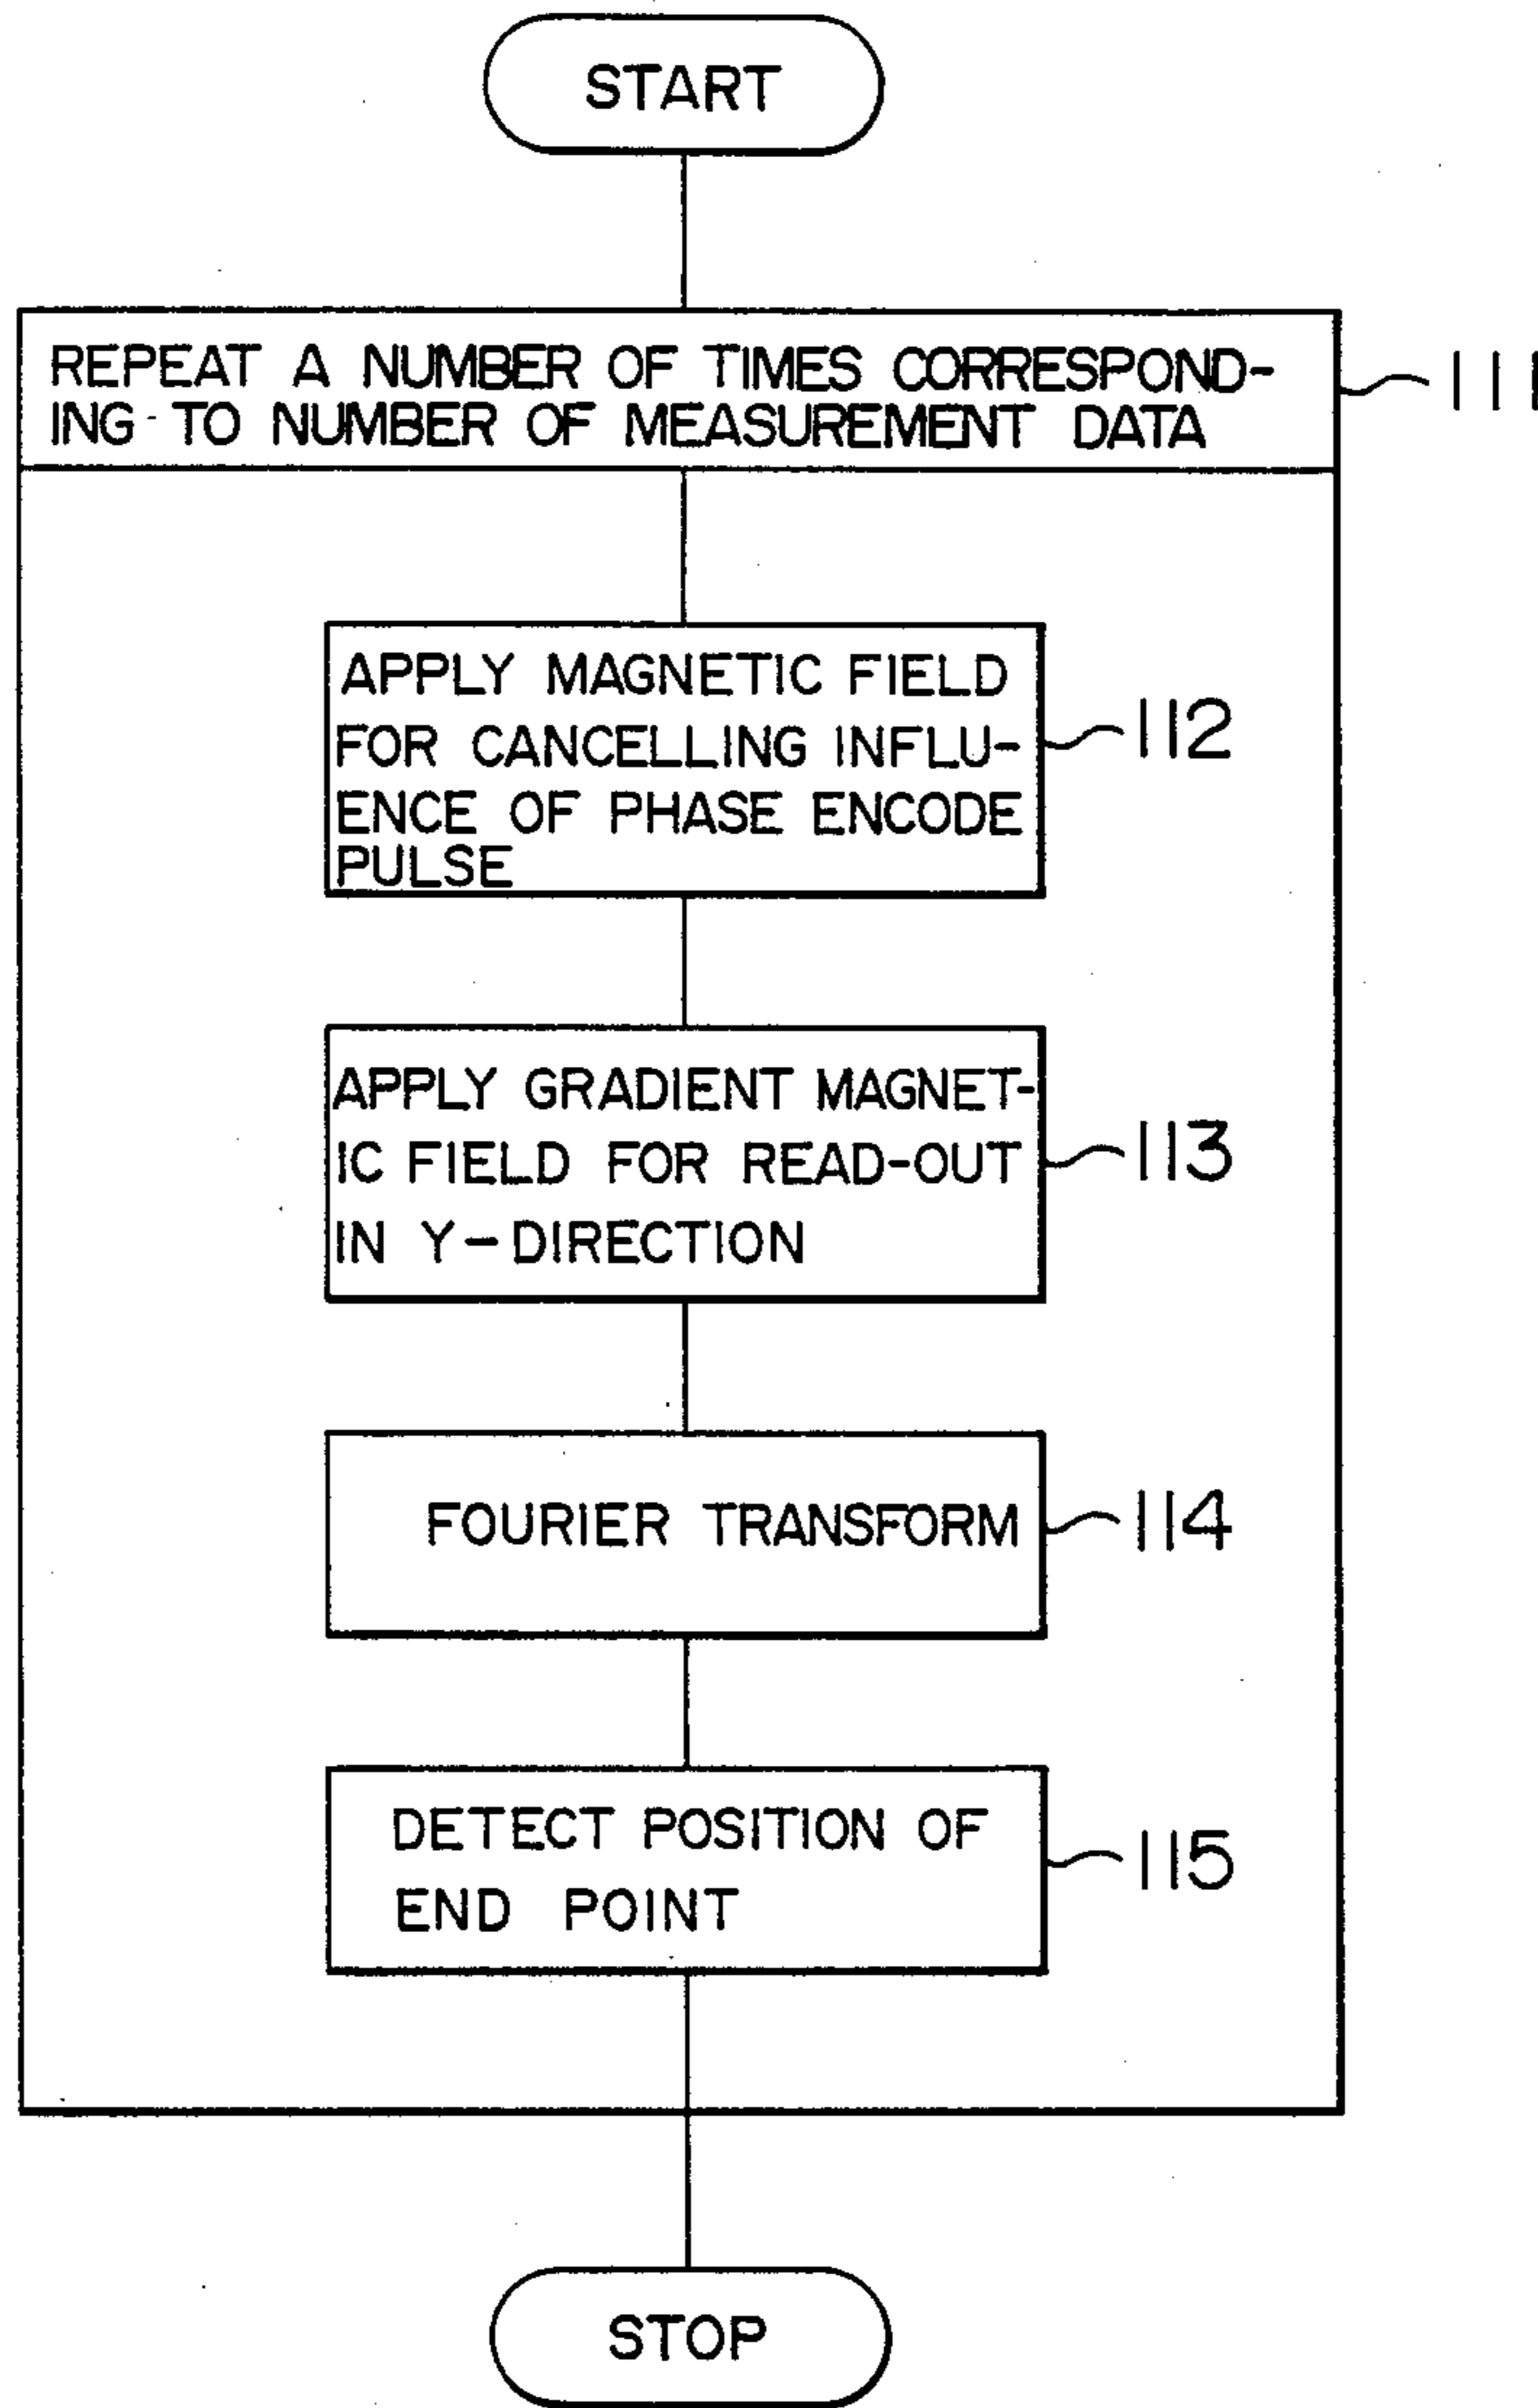 START
REPEAT A NUMBER OF TIMES CORRESPOND-
ING TO NUMBER OF MEASUREMENT DATA
111
APPLY MAGNETIC FIELD
FOR CANCELLING INFLU-
ENCE OF PHASE ENCODE
PULSE
112
APPLY GRADIENT MAGNET-
IC FIELD FOR READ-OUT
IN Y-DIRECTION
113
FOURIER TRANSFORM
114
DETECT POSITION OF
END POINT
115
STOP